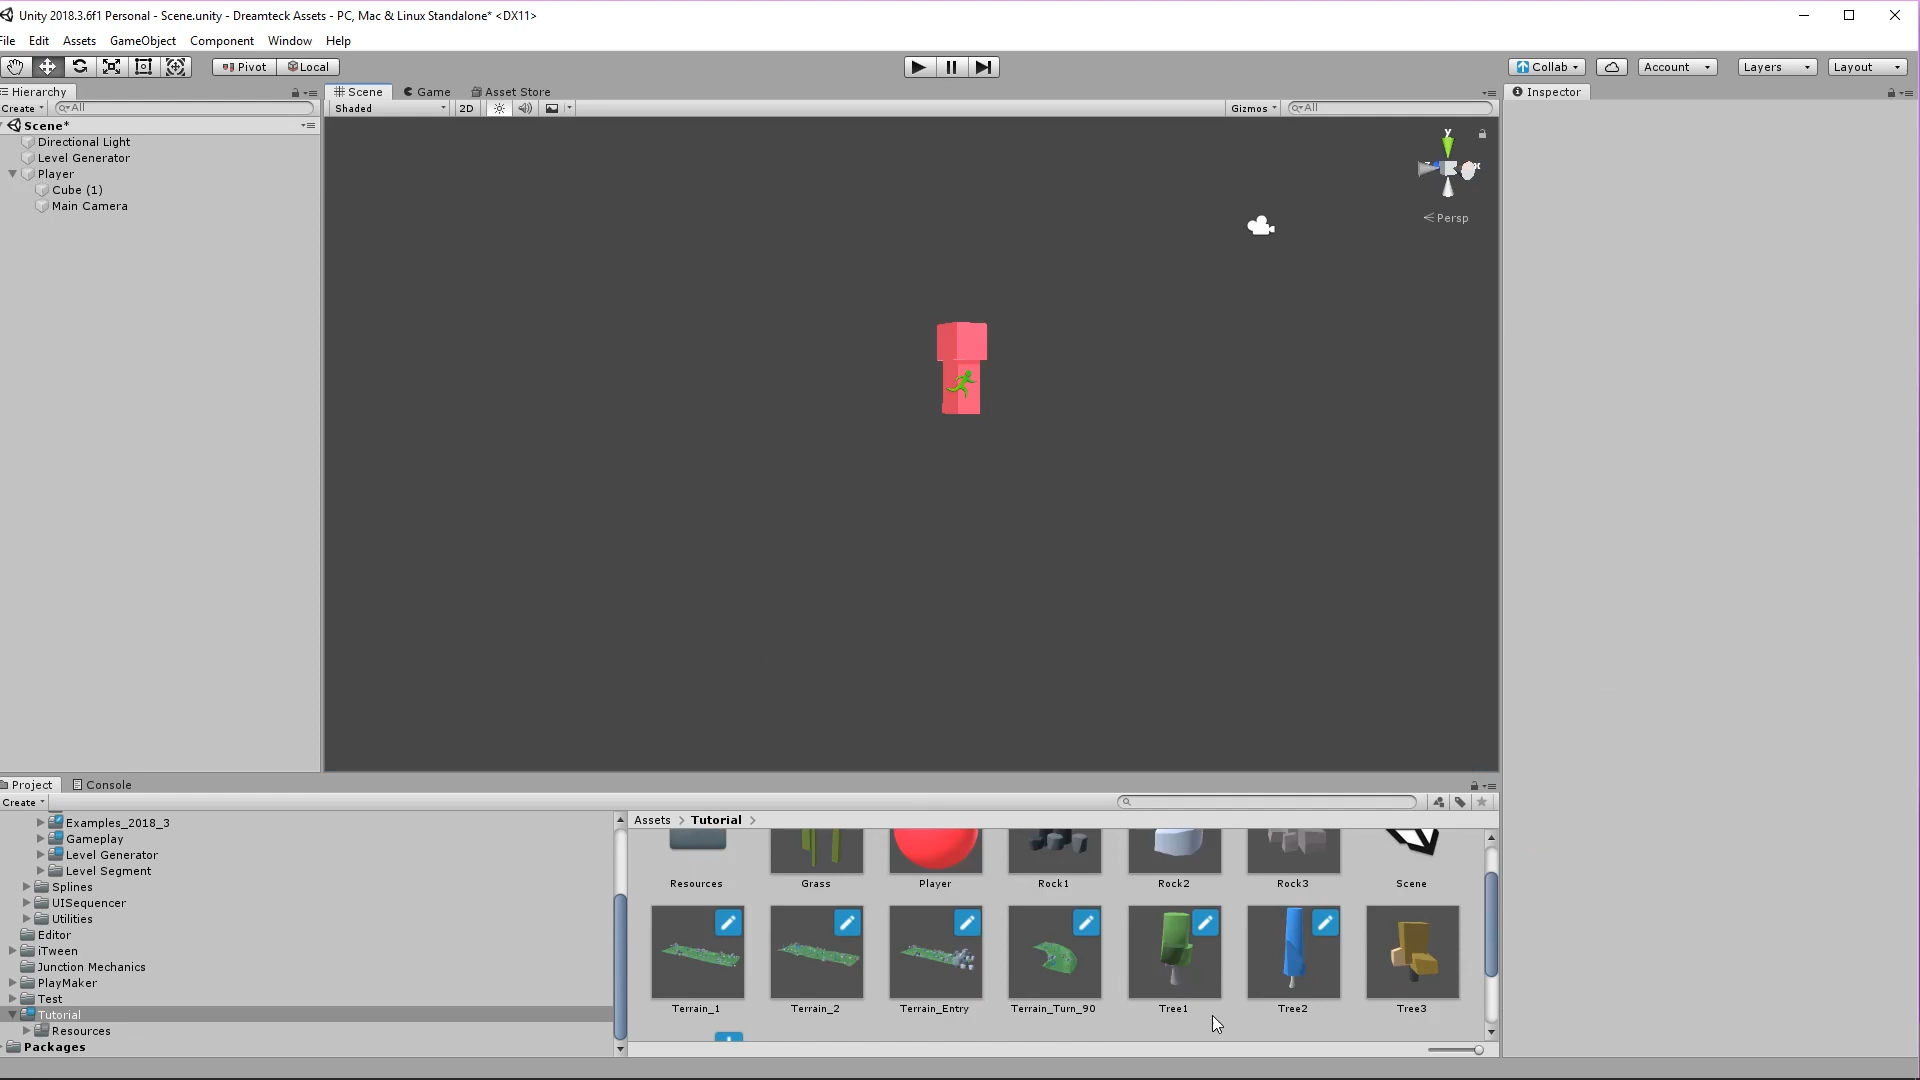 Unity 2018.3.6f1 Personal - Scene.unity - Dreamteck Assets - PC, Mac & Linux Standalone* <DX11>
File Edit Assets GameObject Component Window Help
Pivot Local Collab Account Layers Layout
Hierarchy Scene Game Asset Store Inspector
Create All Shaded 2D Gizmos All
Scene*
Directional Light
Level Generator
Player
Cube (1)
Main Camera
y
Persp
Project Console
Create
Assets > Tutorial >
Examples_2018_3
Gameplay
Level Generator
Level Segment
Splines
UISequencer
Utilities
Editor
iTween
Junction Mechanics
PlayMaker
Test
Tutorial
Resources
Packages
Resources Grass Player Rock1 Rock2 Rock3 Scene
Terrain_1 Terrain_2 Terrain_Entry Terrain_Turn_90 Tree1 Tree2 Tree3